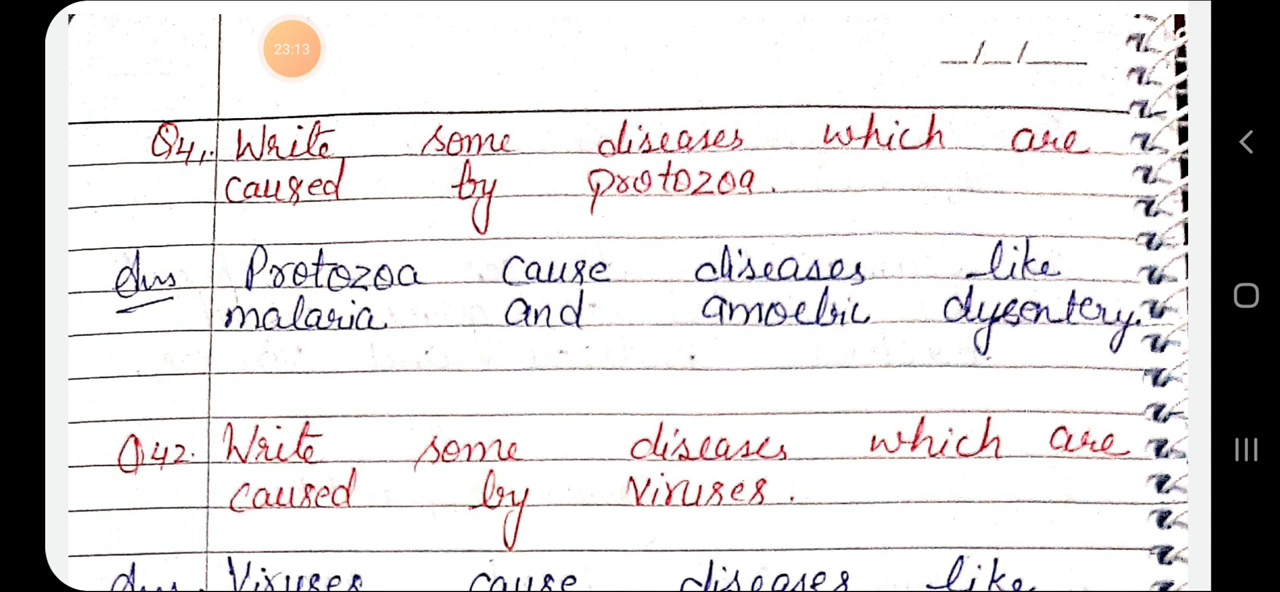 23:13
_/_/_
Q41. Write some diseases which are
caused by protozoa.
Ans Protozoa cause diseases like
malaria and amoebic dysentery.
Q42. Write some diseases which are
caused by viruses.
Ans. Viruses cause diseases like